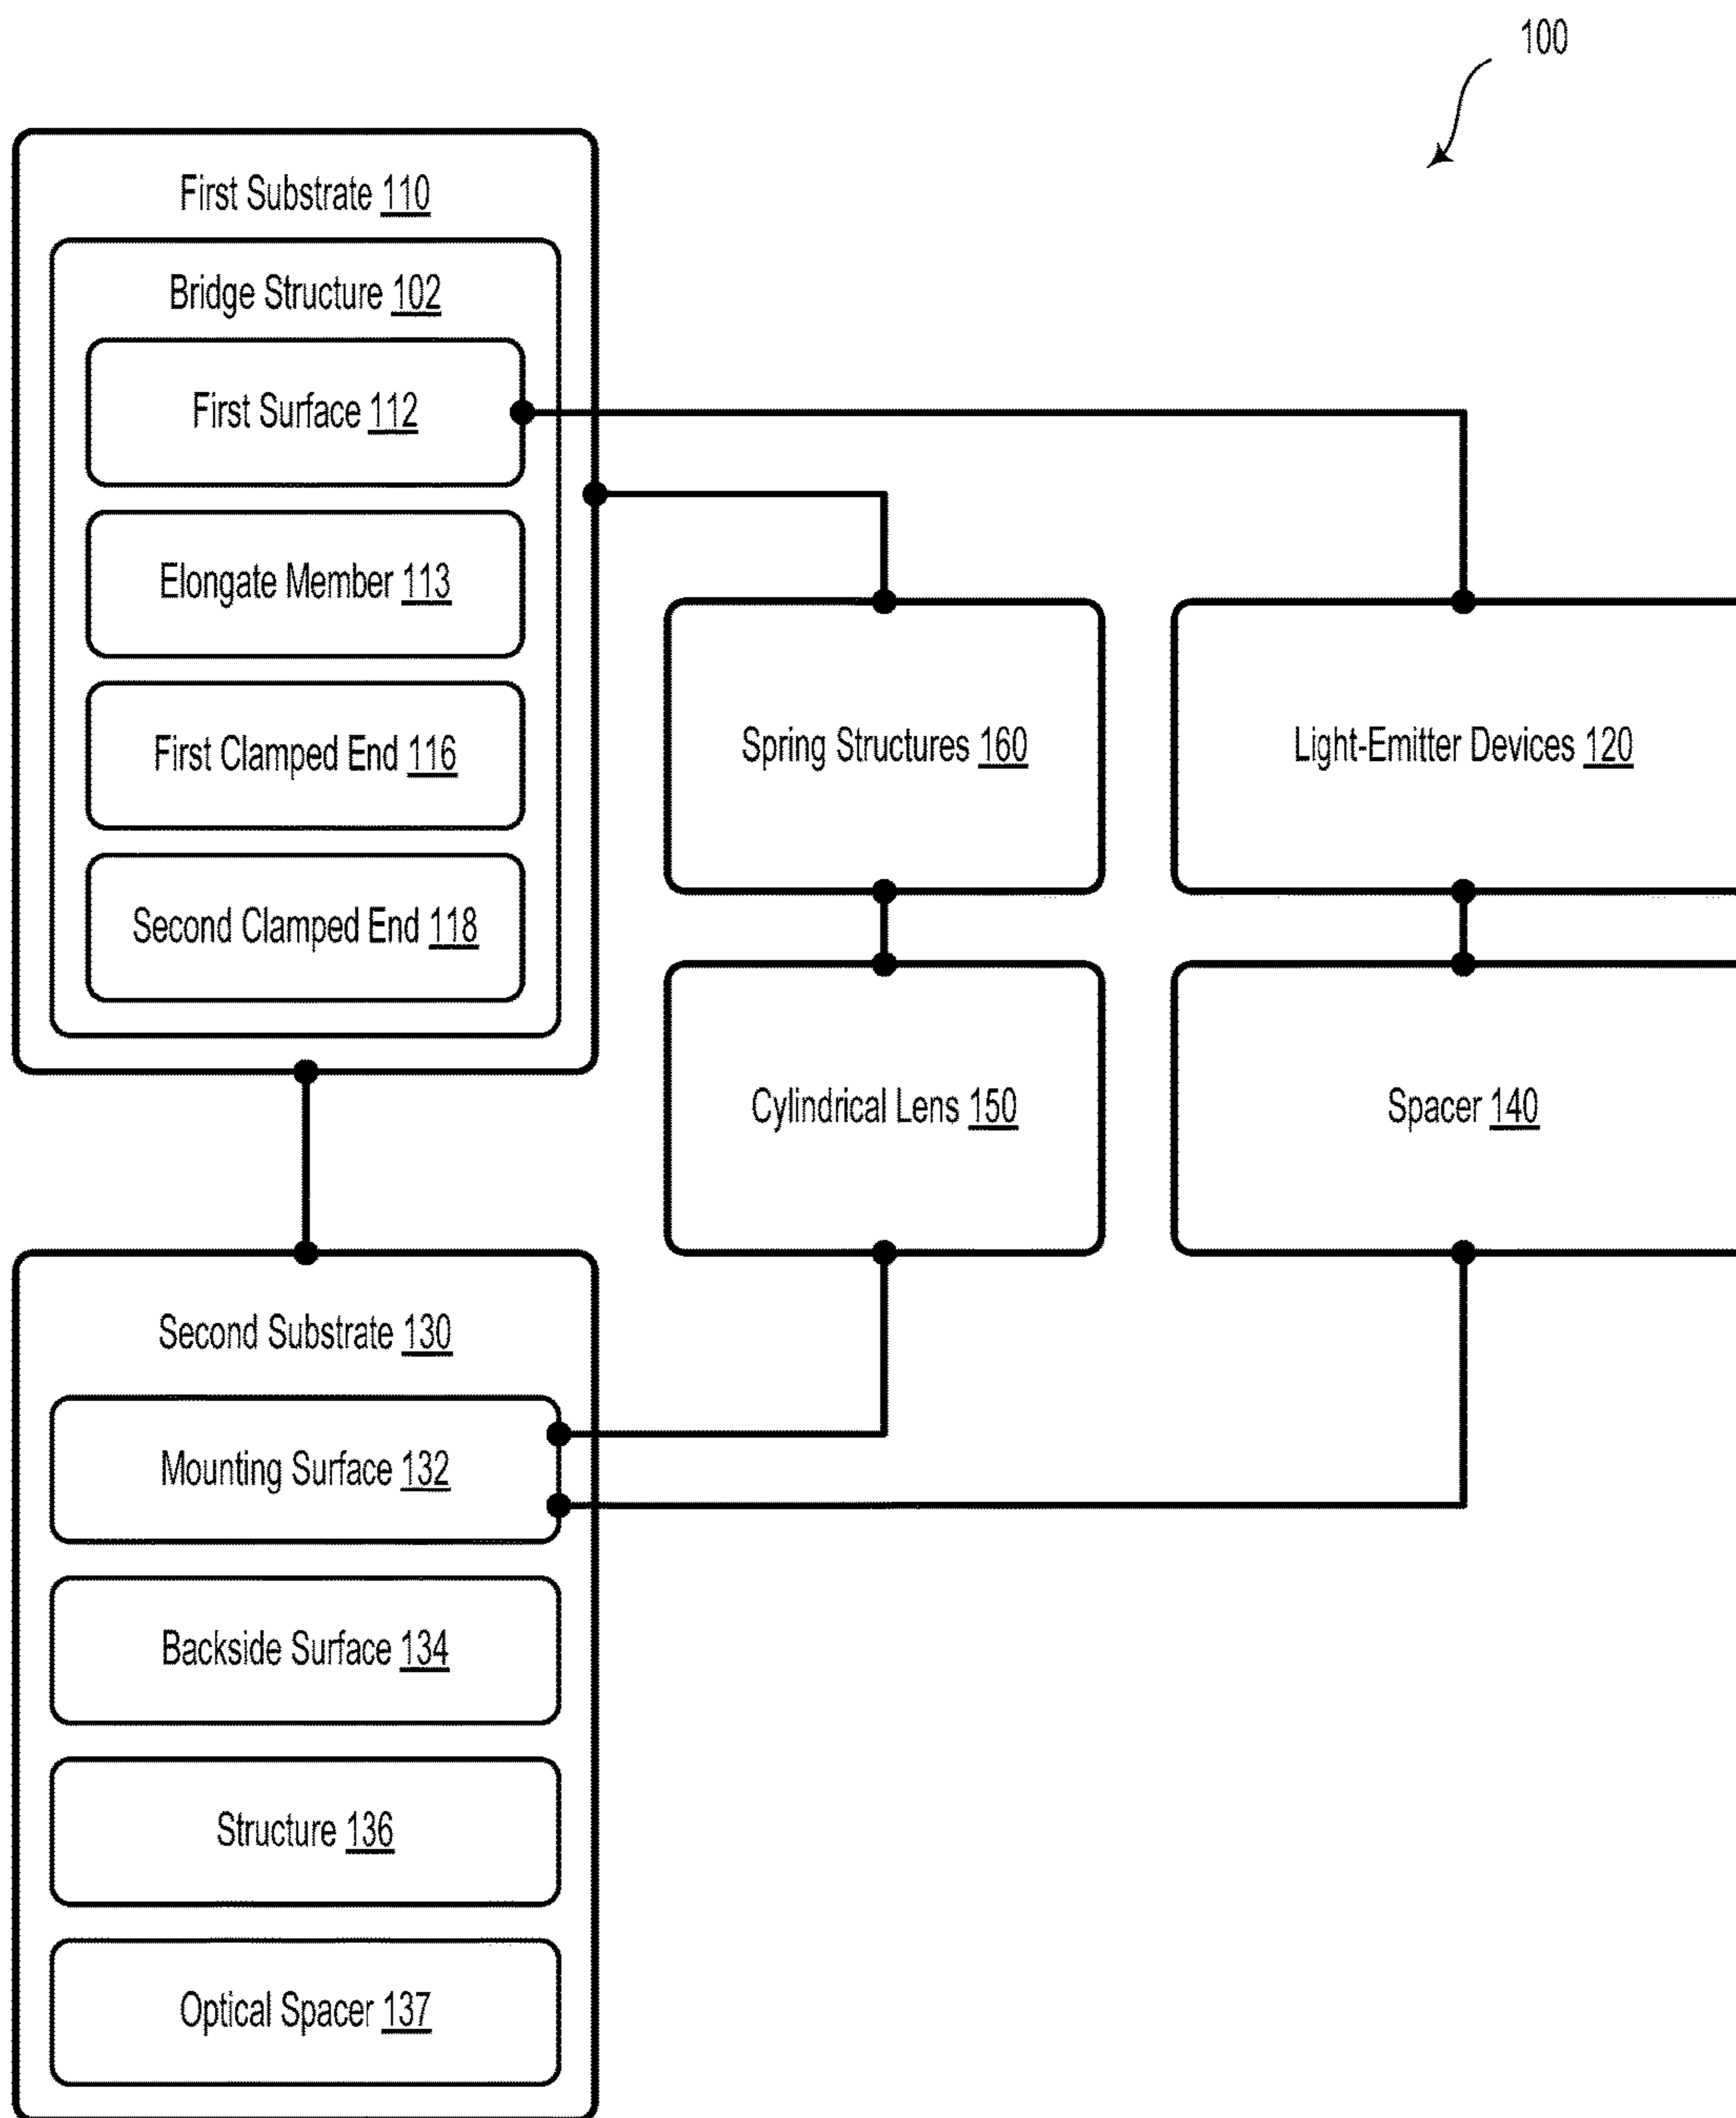 100
First Substrate 110
Bridge Structure 102
First Surface 112
Elongate Member 113
First Clamped End 116
Second Clamped End 118
Spring Structures 160
Light-Emitter Devices 120
Cylindrical Lens 150
Spacer 140
Second Substrate 130
Mounting Surface 132
Backside Surface 134
Structure 136
Optical Spacer 137